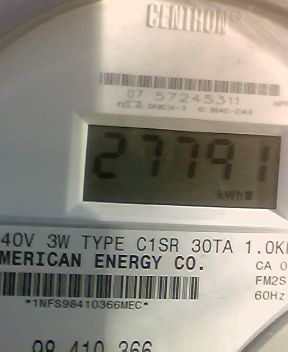 CENTRON®
07 57245311
27791
kWh
40V 3W TYPE C1SR 30TA 1.0K
MERICAN ENERGY CO.
CA 0
FM2S
*1NFS98410366MEC*
60Hz
98 410 366